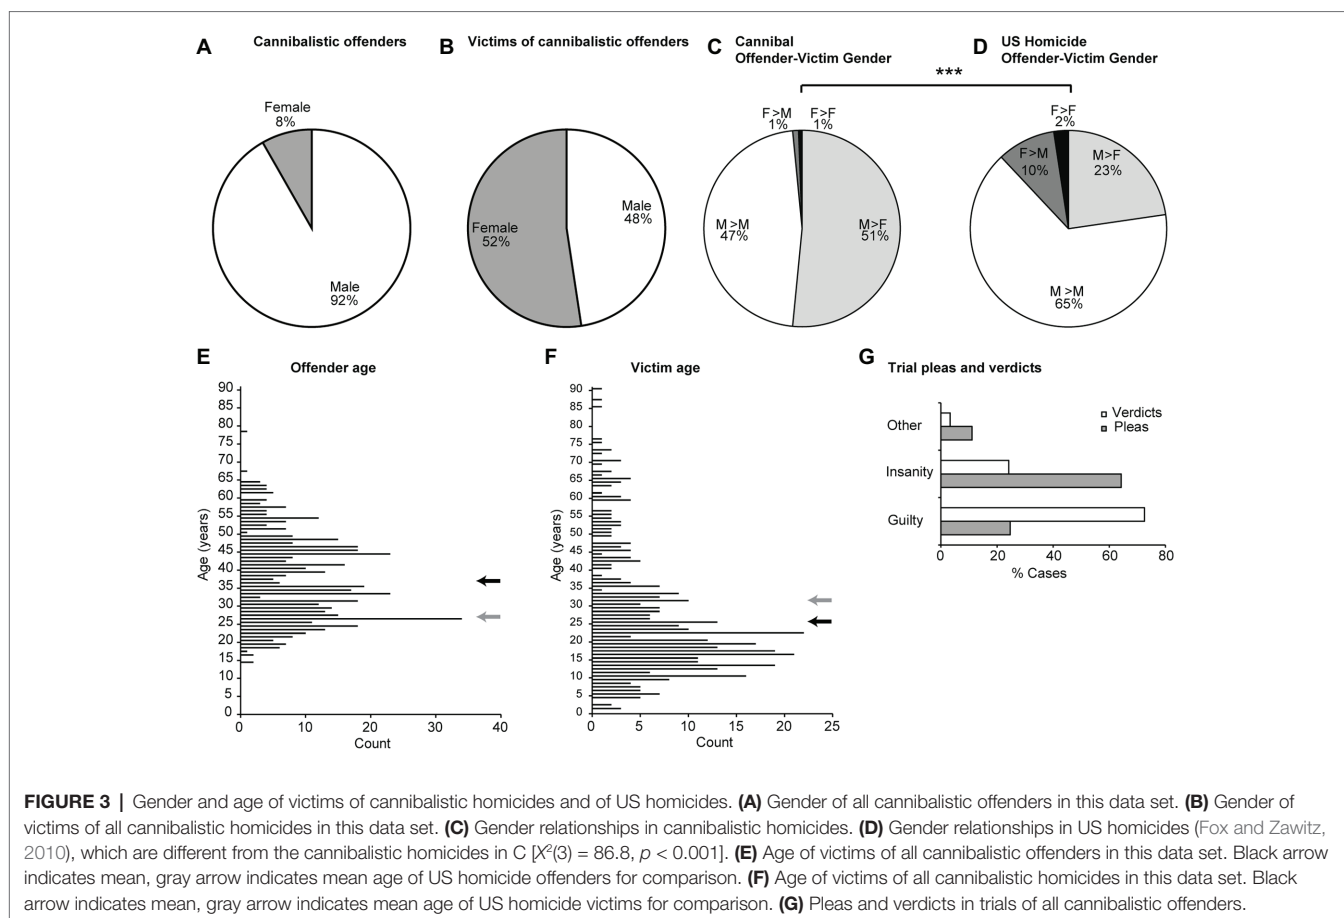 A Cannibalistic offenders
B Victims of cannibalistic offenders
C Cannibal
Offender-Victim Gender
D US Homicide
Offender-Victim Gender
***
Female
8%
Male
92%
Female
52%
Male
48%
F>M
1%
F>F
1%
M >M
47%
M>F
51%
F>F
2%
F>M
10%
M>F
23%
M >M
65%
E Offender age
90
85
80
75
70
65
60
55
50
45
40
35
30
25
20
15
10
5
0
Age (years)
0 10 20 30 40
Count
F Victim age
90
85
80
75
70
65
60
55
50
45
40
35
30
25
20
15
10
5
0
Age (years)
0 5 10 15 20 25
Count
G Trial pleas and verdicts
Verdicts
Pleas
Other
Insanity
Guilty
0 20 40 60 80
% Cases
FIGURE 3 | Gender and age of victims of cannibalistic homicides and of US homicides. (A) Gender of all cannibalistic offenders in this data set. (B) Gender of
victims of all cannibalistic homicides in this data set. (C) Gender relationships in cannibalistic homicides. (D) Gender relationships in US homicides (Fox and Zawitz,
2010), which are different from the cannibalistic homicides in C [X²(3) = 86.8, p < 0.001]. (E) Age of victims of all cannibalistic offenders in this data set. Black arrow
indicates mean, gray arrow indicates mean age of US homicide offenders for comparison. (F) Age of victims of all cannibalistic homicides in this data set. Black
arrow indicates mean, gray arrow indicates mean age of US homicide victims for comparison. (G) Pleas and verdicts in trials of all cannibalistic offenders.